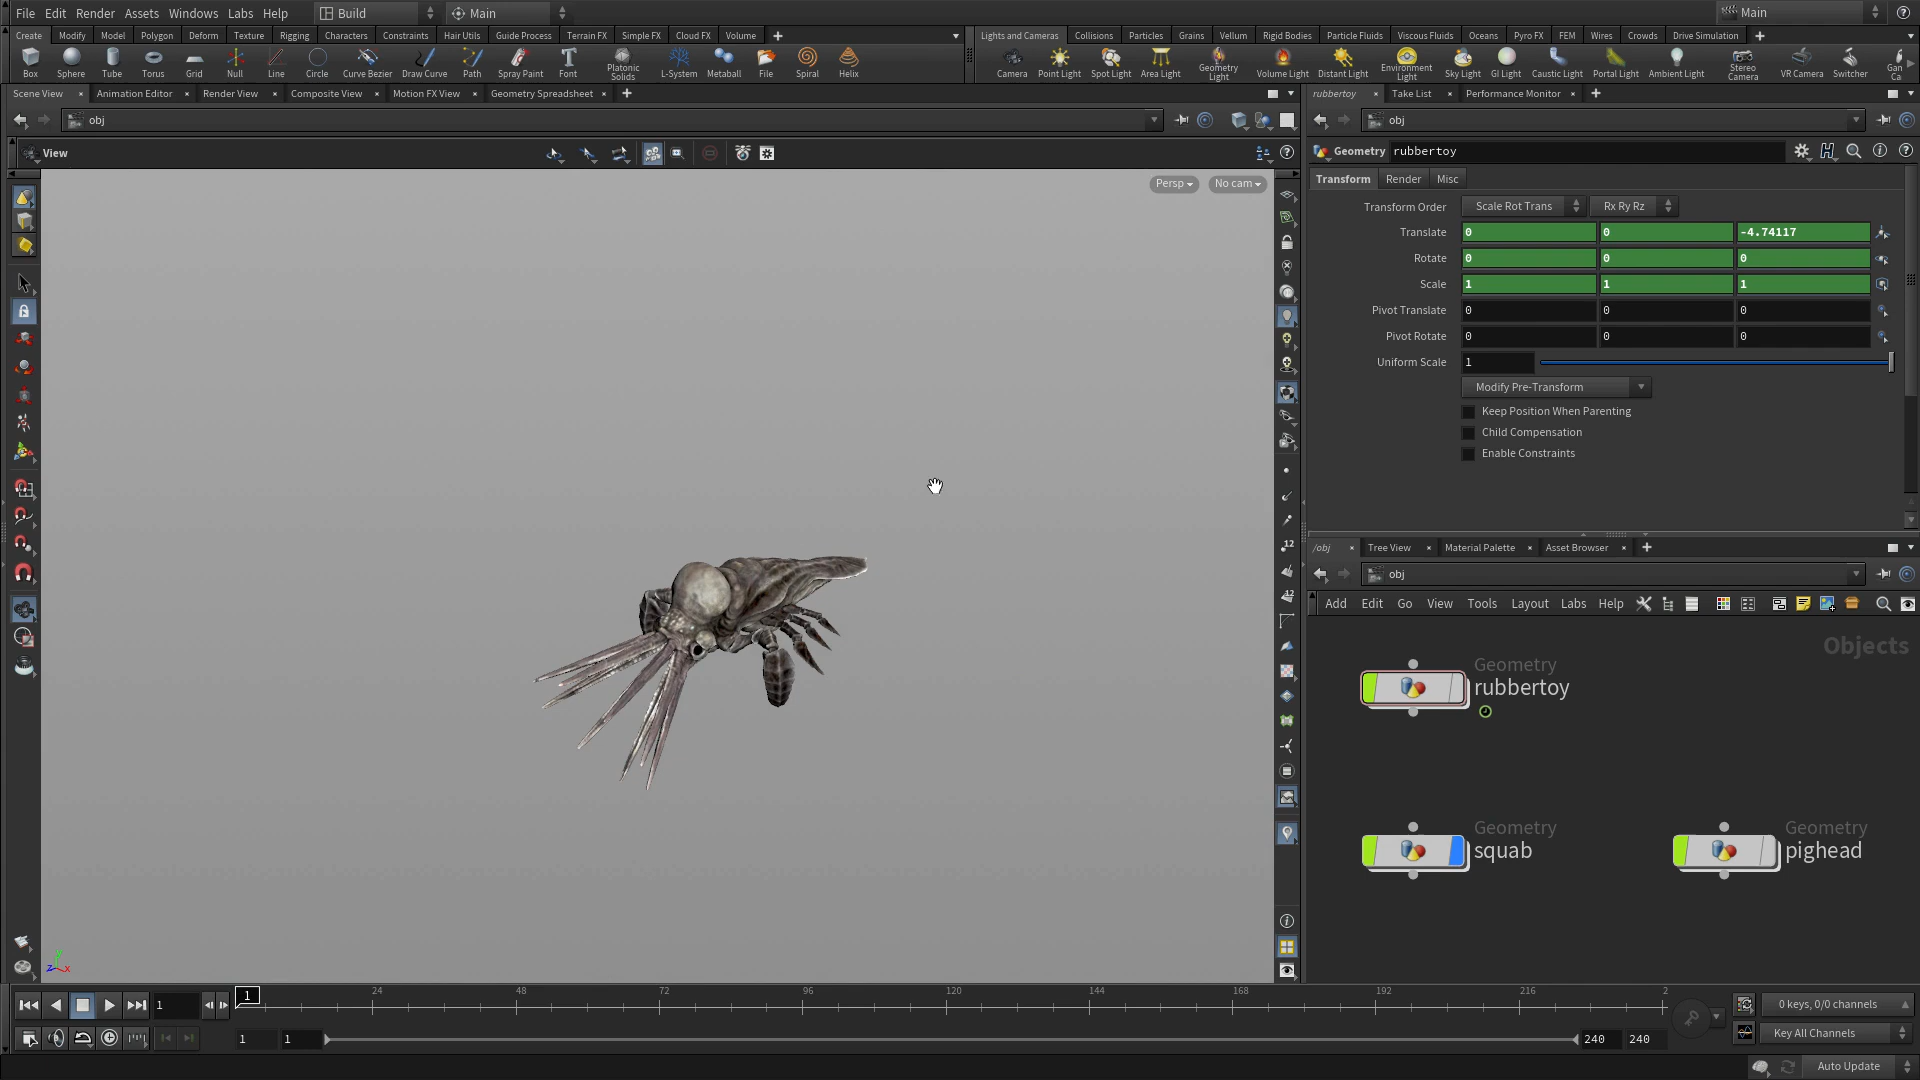 File Edit Render Assets Windows Labs Help Build Main Main
Create Modify Model Polygon Deform Texture Rigging Characters Constraints Hair Utils Guide Process Terrain FX Simple FX Cloud FX Volume
Lights and Cameras Collisions Particles Grains Vellum Rigid Bodies Particle Fluids Viscous Fluids Oceans Pyro FX FEM Wires Crowds Drive Simulation
Box Sphere Tube Torus Grid Null Line Circle Curve Bezier Draw Curve Path Spray Paint Font Platonic Solids L-System Metaball File Spiral Helix
Camera Point Light Spot Light Area Light Geometry Light Volume Light Distant Light Environment Light Sky Light GI Light Caustic Light Portal Light Ambient Light Stereo Camera VR Camera Switcher
Scene View Animation Editor Render View Composite View Motion FX View Geometry Spreadsheet
rubbertoy Take List Performance Monitor
obj
obj
View
Geometry rubbertoy
Persp No cam
Transform Render Misc
Transform Order Scale Rot Trans Rx Ry Rz
Translate 0 0 -4.74117
Rotate 0 0 0
Scale 1 1 1
Pivot Translate 0 0 0
Pivot Rotate 0 0 0
Uniform Scale 1
Modify Pre-Transform
Keep Position When Parenting
Child Compensation
Enable Constraints
/obj Tree View Material Palette Asset Browser
obj
Add Edit Go View Tools Layout Labs Help
Objects
Geometry
rubbertoy
Geometry
squab
Geometry
pighead
12
12
z x
1 1 24 48 72 96 120 144 168 192 216 2
0 keys, 0/0 channels
1 1 240 240
Key All Channels
Auto Update